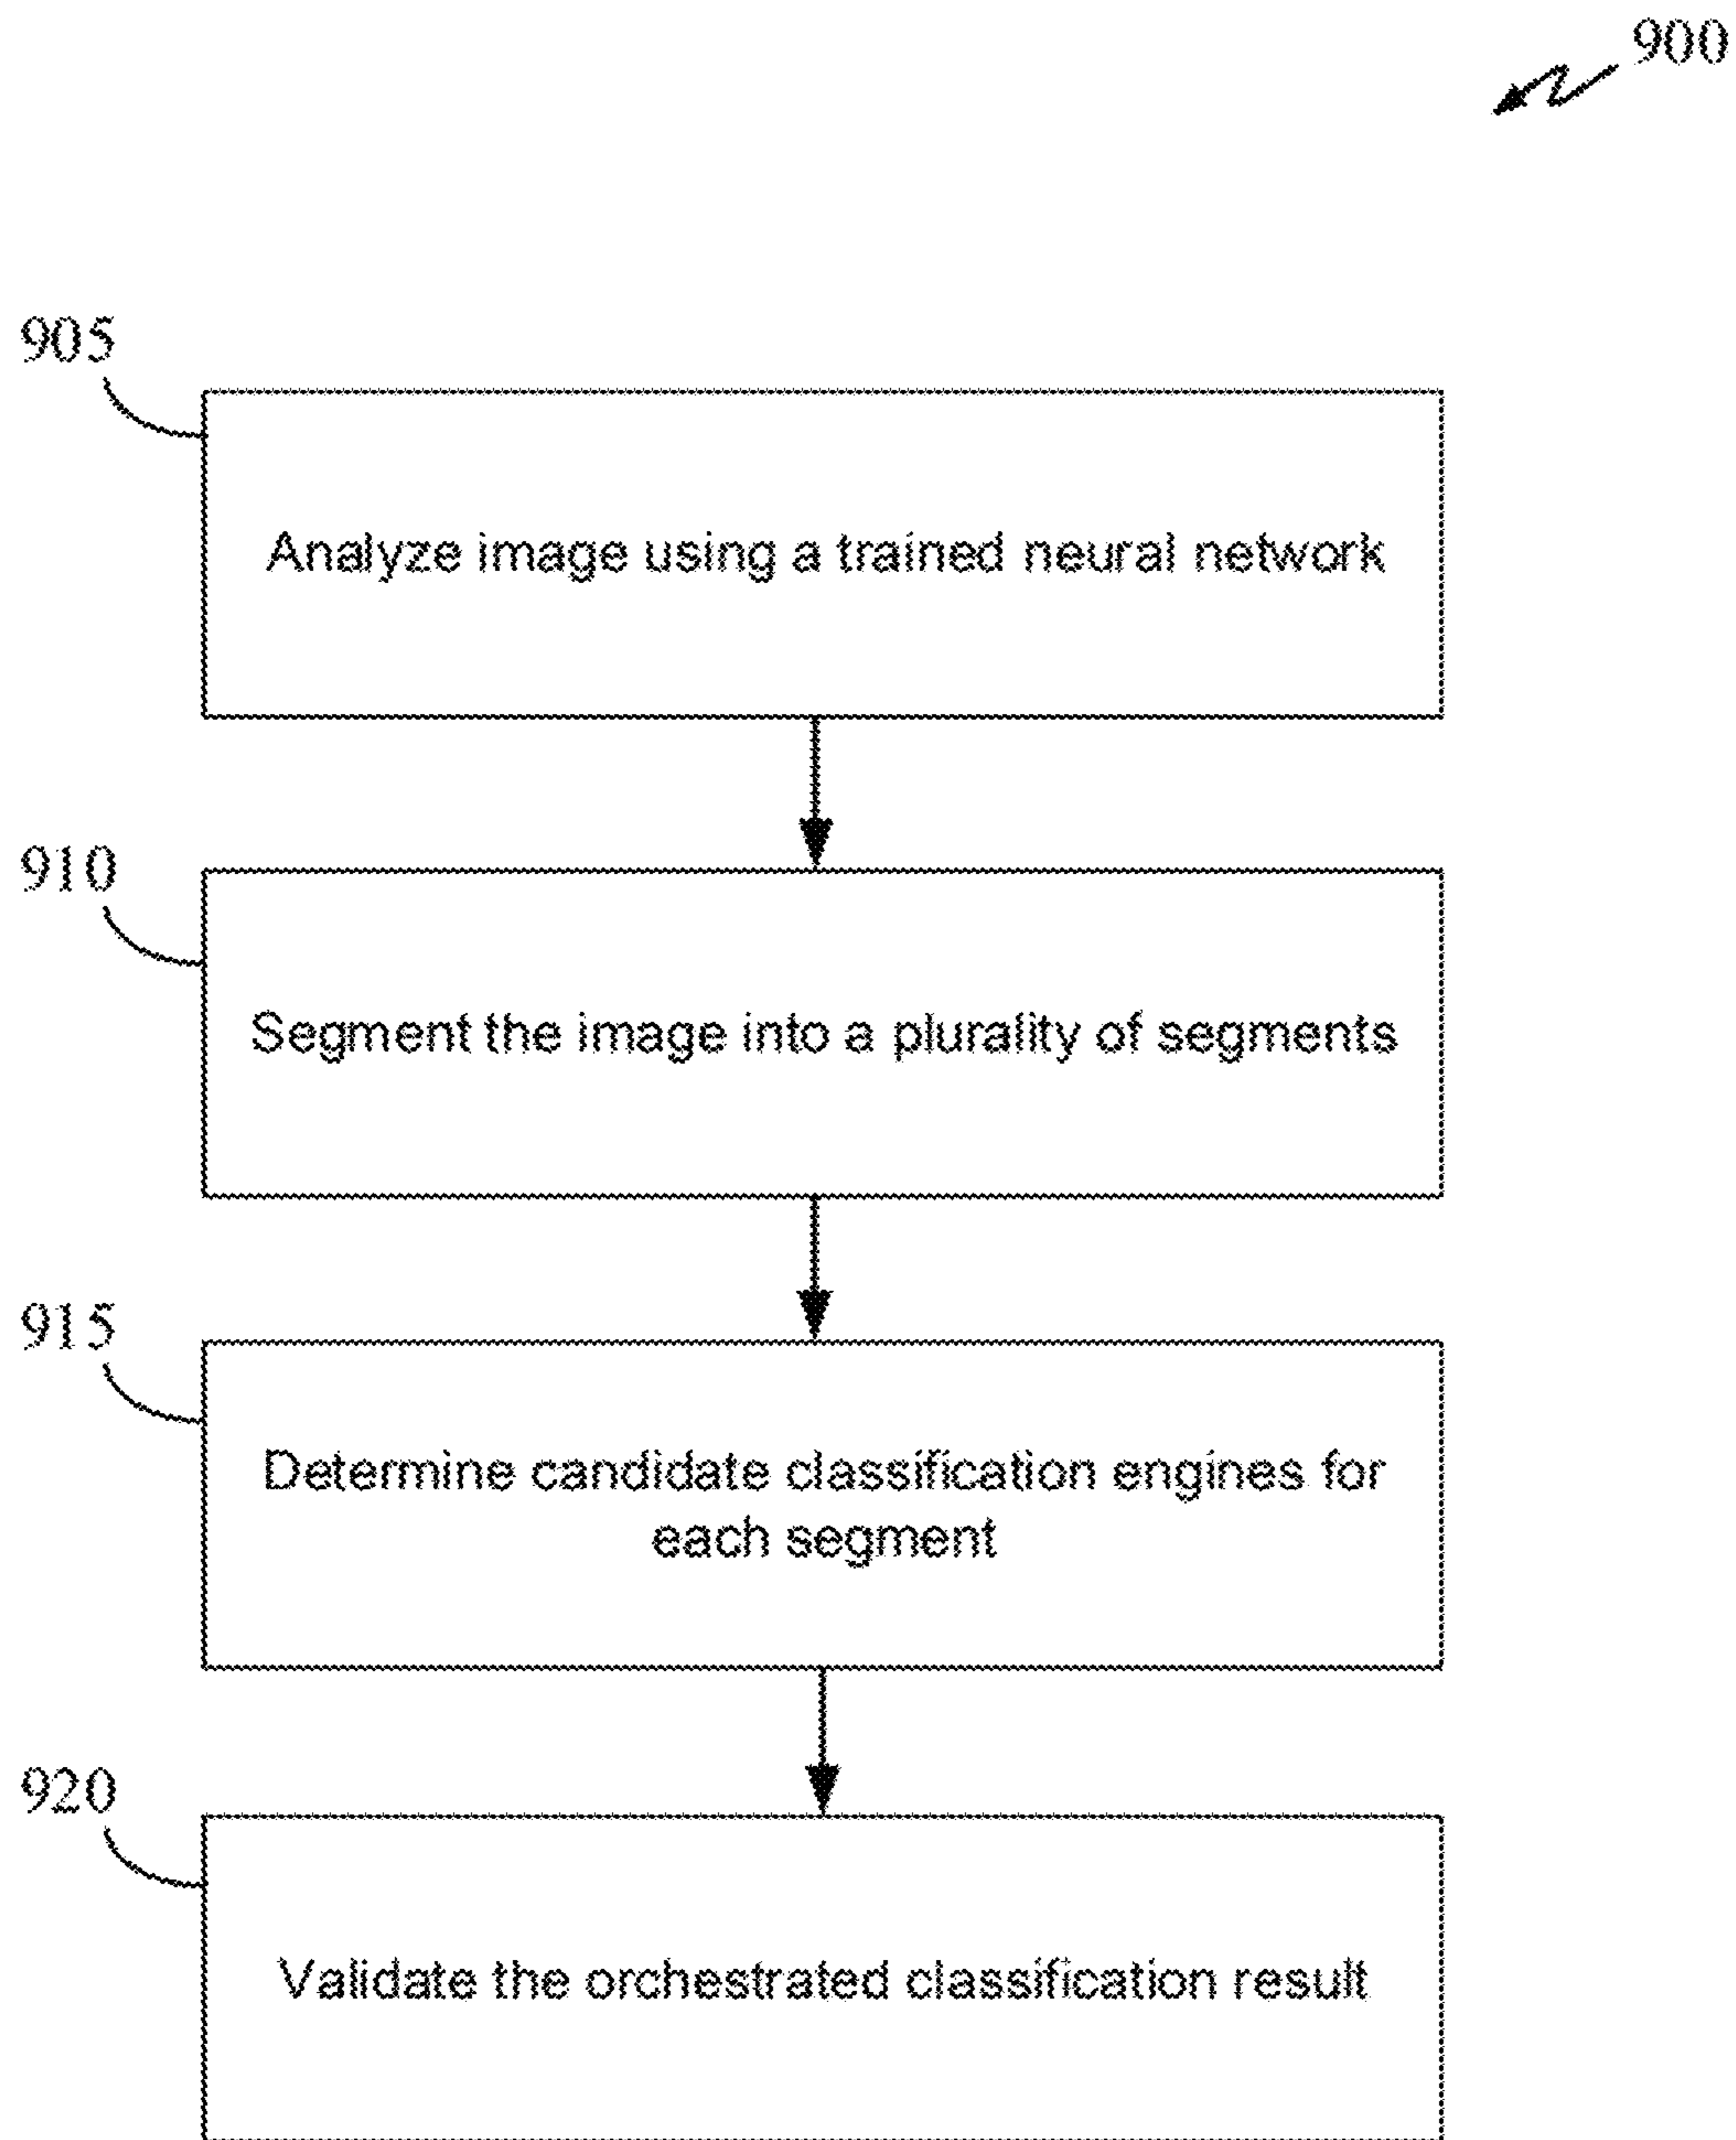 900
905
Analyze image using a trained neural network
910
Segment the image into a plurality of segments
915
Determine candidate classification engines for
each segment
920
Validate the orchestrated classification result